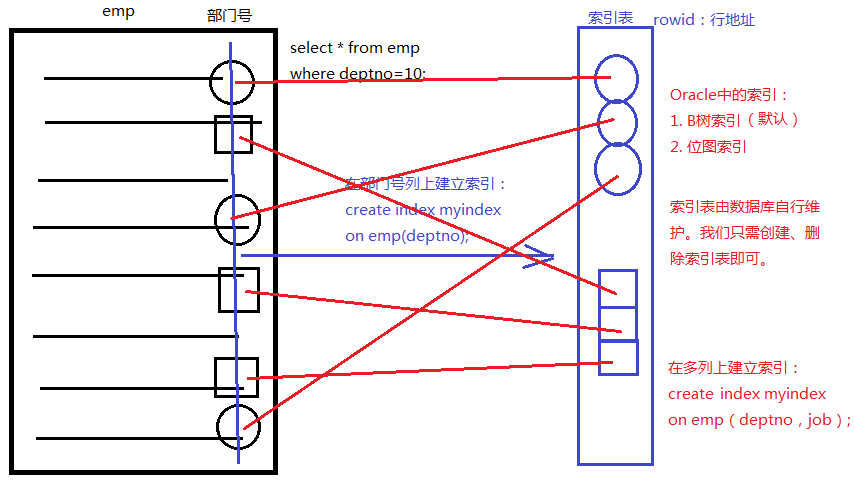 emp
部门号
select * from emp
where deptno=10;
在部门号列上建立索引：
create index myindex
on emp(deptno);
索引表
rowid：行地址
Oracle中的索引：
1. B树索引（默认）
2. 位图索引
索引表由数据库自行维
护。我们只需创建、删
除索引表即可。
在多列上建立索引：
create index myindex
on emp（deptno，job）;